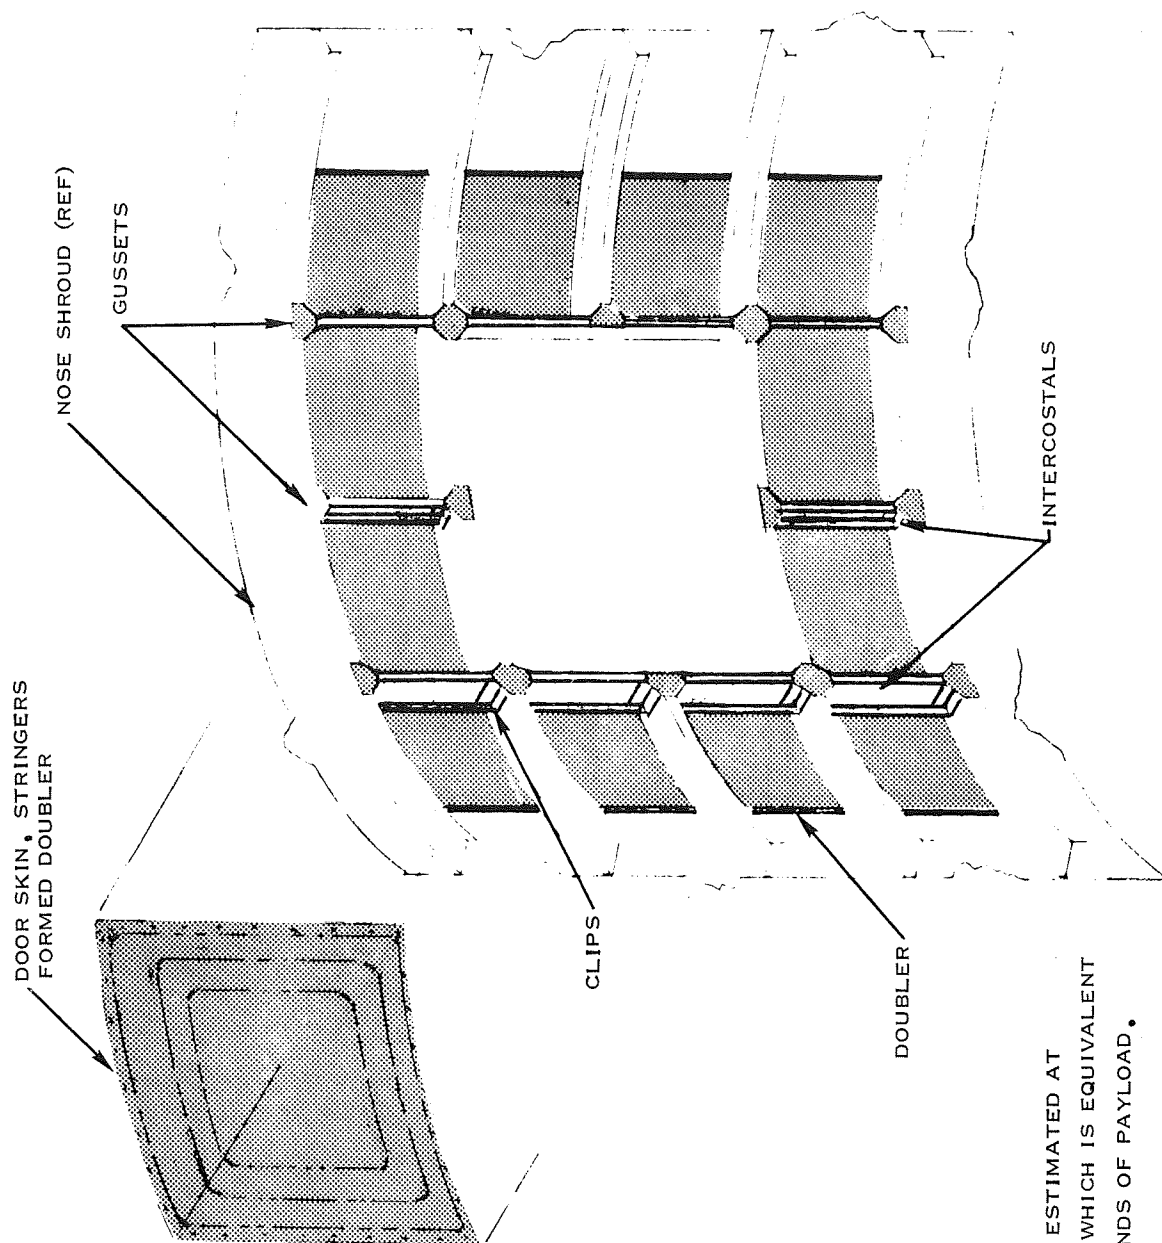 DOOR SKIN, STRINGERS
FORMED DOUBLER
NOSE SHROUD (REF)
GUSSETS
CLIPS
DOUBLER
INTERCOSTALS
ESTIMATED AT
WHICH IS EQUIVALENT
OF PAYLOAD.